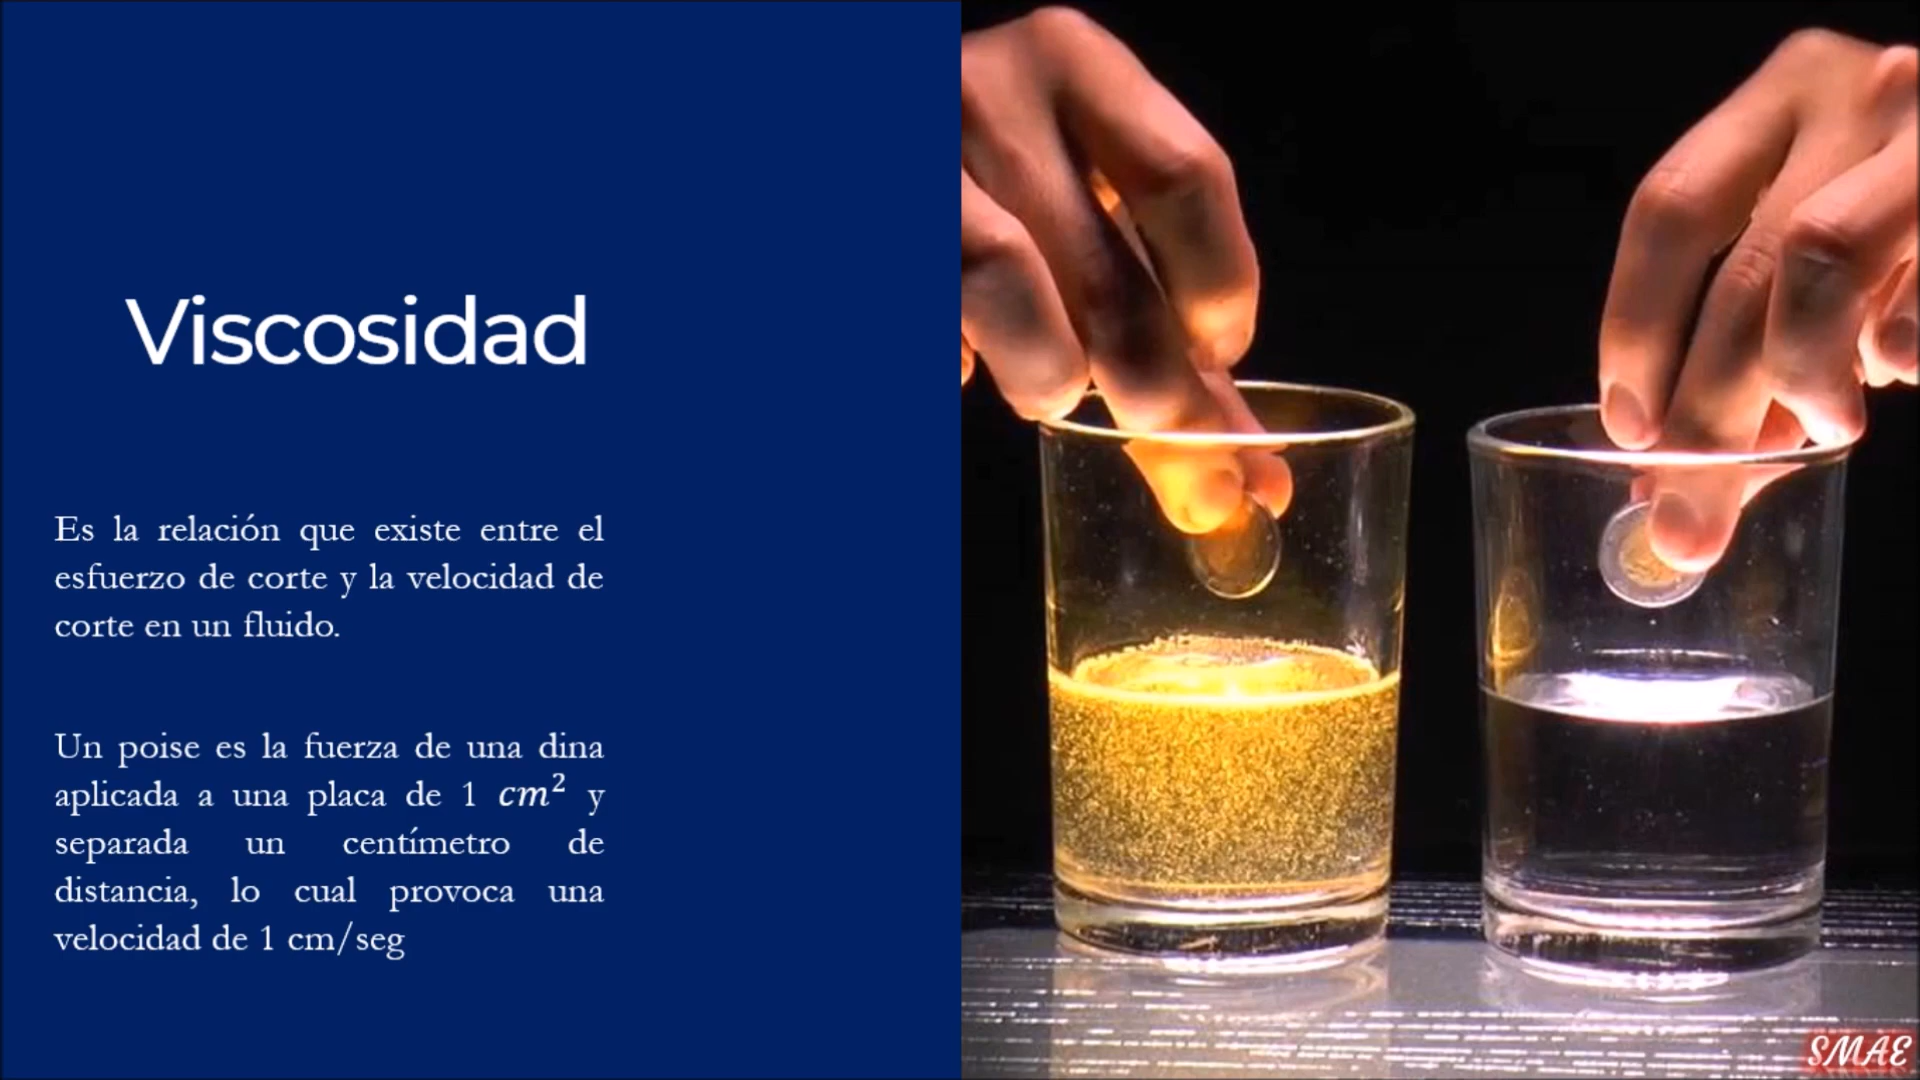 Viscosidad
Es la relación que existe entre el
esfuerzo de corte y la velocidad de
corte en un fluido.
Un poise es la fuerza de una dina
aplicada a una placa de 1 cm² y
separada un centímetro de
distancia, lo cual provoca una
velocidad de 1 cm/seg
SMAE